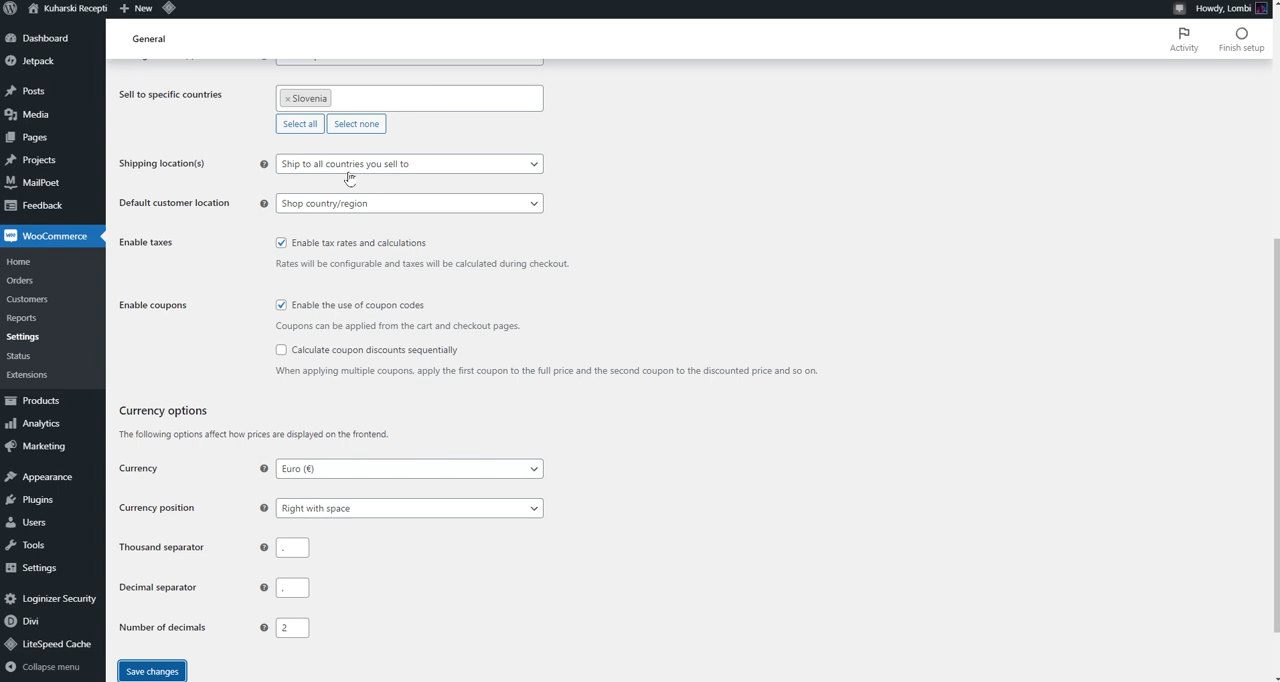 Kuharski Recepti
+ New
Howdy, Lombi
Dashboard
Jetpack
Posts
Media
Pages
Projects
MailPoet
Feedback
WooCommerce
Home
Orders
Customers
Reports
Settings
Status
Extensions
Products
Analytics
Marketing
Appearance
Plugins
Users
Tools
Settings
Loginizer Security
Divi
LiteSpeed Cache
Collapse menu
General
Activity
Finish setup
Sell to specific countries
× Slovenia
Select all
Select none
Shipping location(s)
Ship to all countries you sell to
Default customer location
Shop country/region
Enable taxes
Enable tax rates and calculations
Rates will be configurable and taxes will be calculated during checkout.
Enable coupons
Enable the use of coupon codes
Coupons can be applied from the cart and checkout pages.
Calculate coupon discounts sequentially
When applying multiple coupons, apply the first coupon to the full price and the second coupon to the discounted price and so on.
Currency options
The following options affect how prices are displayed on the frontend.
Currency
Euro (€)
Currency position
Right with space
Thousand separator
Decimal separator
,
Number of decimals
2
Save changes